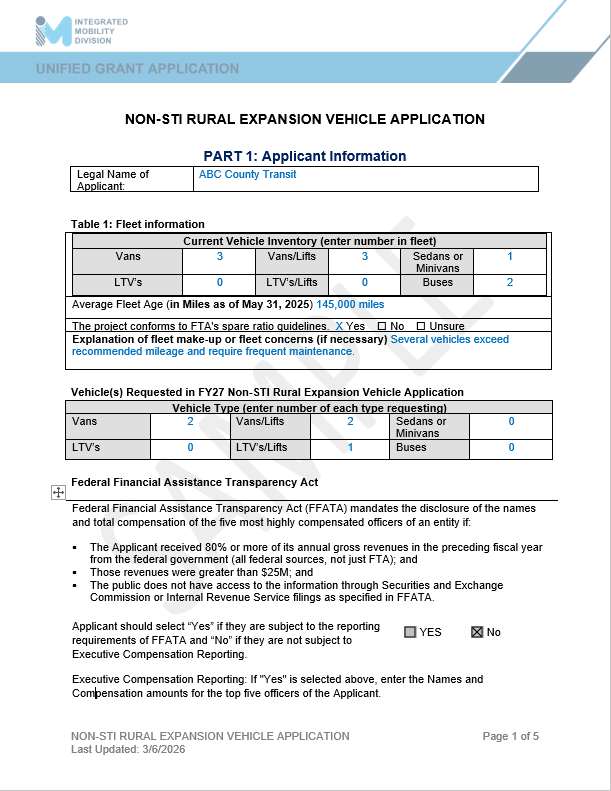 INTEGRATED
MOBILITY
DIVISION
UNIFIED GRANT APPLICATION
NON-STI RURAL EXPANSION VEHICLE APPLICATION
PART 1: Applicant Information
Legal Name of Applicant: ABC County Transit
Table 1: Fleet information
Current Vehicle Inventory (enter number in fleet)
Vans 3 Vans/Lifts 3 Sedans or Minivans 1
LTV's 0 LTV's/Lifts 0 Buses 2
Average Fleet Age (in Miles as of May 31, 2025) 145,000 miles
The project conforms to FTA's spare ratio guidelines. X Yes ☐ No ☐ Unsure
Explanation of fleet make-up or fleet concerns (if necessary) Several vehicles exceed
recommended mileage and require frequent maintenance.
Vehicle(s) Requested in FY27 Non-STI Rural Expansion Vehicle Application
Vehicle Type (enter number of each type requesting)
Vans 2 Vans/Lifts 2 Sedans or Minivans 0
LTV's 0 LTV's/Lifts 1 Buses 0
Federal Financial Assistance Transparency Act
Federal Financial Assistance Transparency Act (FFATA) mandates the disclosure of the names
and total compensation of the five most highly compensated officers of an entity if:
▪ The Applicant received 80% or more of its annual gross revenues in the preceding fiscal year
from the federal government (all federal sources, not just FTA); and
▪ Those revenues were greater than $25M; and
▪ The public does not have access to the information through Securities and Exchange
Commission or Internal Revenue Service filings as specified in FFATA.
Applicant should select “Yes” if they are subject to the reporting
requirements of FFATA and “No” if they are not subject to
Executive Compensation Reporting.
☐ YES ☒ No
Executive Compensation Reporting: If "Yes" is selected above, enter the Names and
Compensation amounts for the top five officers of the Applicant.
SAMPLE
NON-STI RURAL EXPANSION VEHICLE APPLICATION Page 1 of 5
Last Updated: 3/6/2026